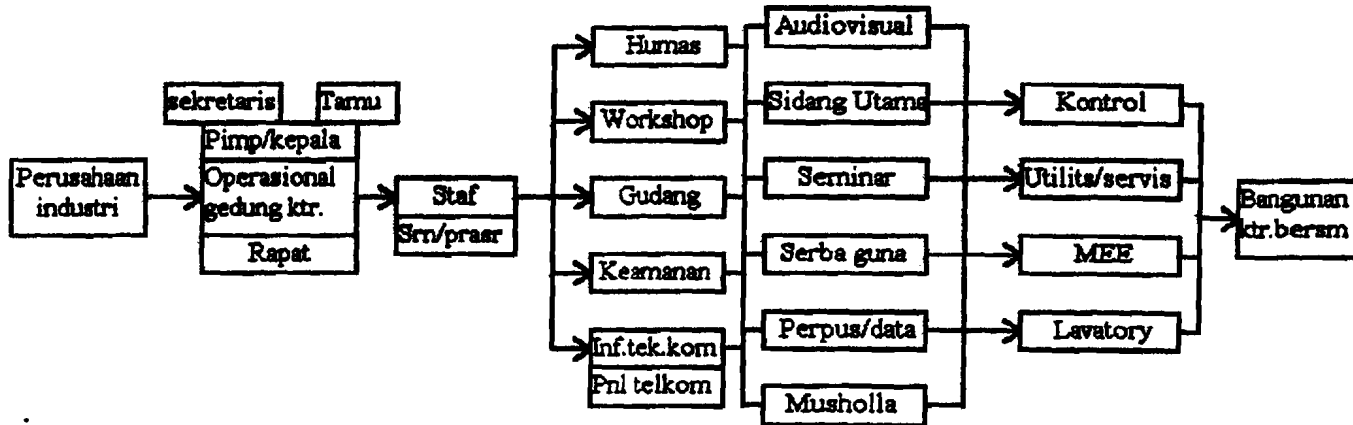 Perusahaan
industri
sekretaris
Tamu
Pimp/kepala
Operasional
gedung ktr.
Rapat
Staf
Srn/prasr
Humas
Workshop
Gudang
Keamanan
Inf.tek.kom
Pnl telkom
Audiovisual
Sidang Utama
Seminar
Serba guna
Perpus/data
Musholla
Kontrol
Utilits/servis
MEE
Lavatory
Bangunan
ktr.bersm